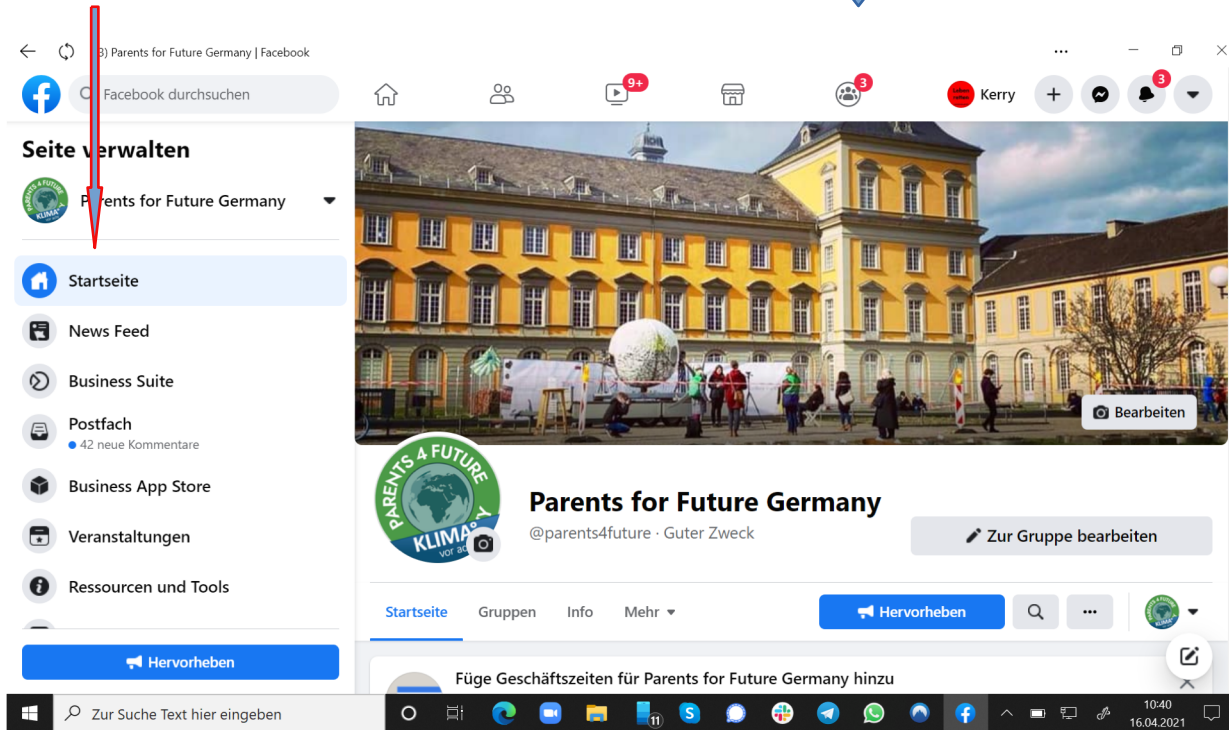 3) Parents for Future Germany | Facebook
Facebook durchsuchen
9+
3
Kerry
3
Seite verwalten
Parents for Future Germany
Startseite
News Feed
Business Suite
Postfach
42 neue Kommentare
Business App Store
Veranstaltungen
Ressourcen und Tools
Hervorheben
Bearbeiten
PARENTS 4 FUTURE
KLIMA
vor
Parents for Future Germany
@parents4future · Guter Zweck
Zur Gruppe bearbeiten
Startseite Gruppen Info Mehr
Hervorheben
Füge Geschäftszeiten für Parents for Future Germany hinzu
Zur Suche Text hier eingeben
11
10:40
16.04.2021